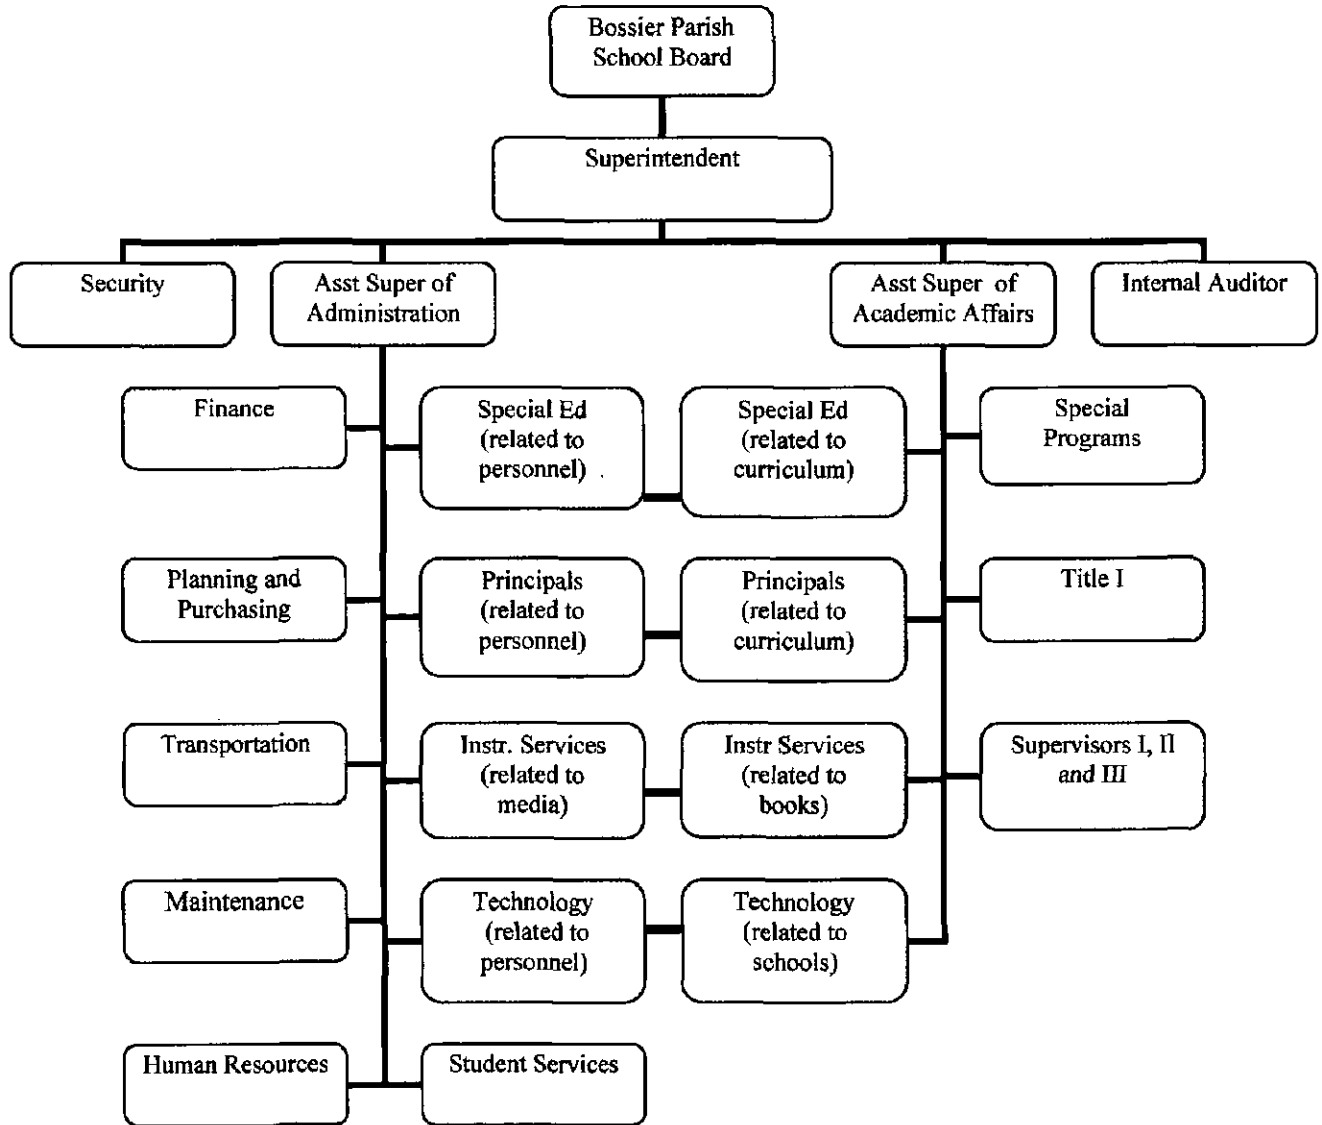 Bossier Parish
School Board
Superintendent
Security
Asst Super of
Administration
Asst Super of
Academic Affairs
Internal Auditor
Finance
Special Ed
(related to
personnel)
Special Ed
(related to
curriculum)
Special
Programs
Planning and
Purchasing
Principals
(related to
personnel)
Principals
(related to
curriculum)
Title I
Transportation
Instr. Services
(related to
media)
Instr Services
(related to
books)
Supervisors I, II
and III
Maintenance
Technology
(related to
personnel)
Technology
(related to
schools)
Human Resources
Student Services